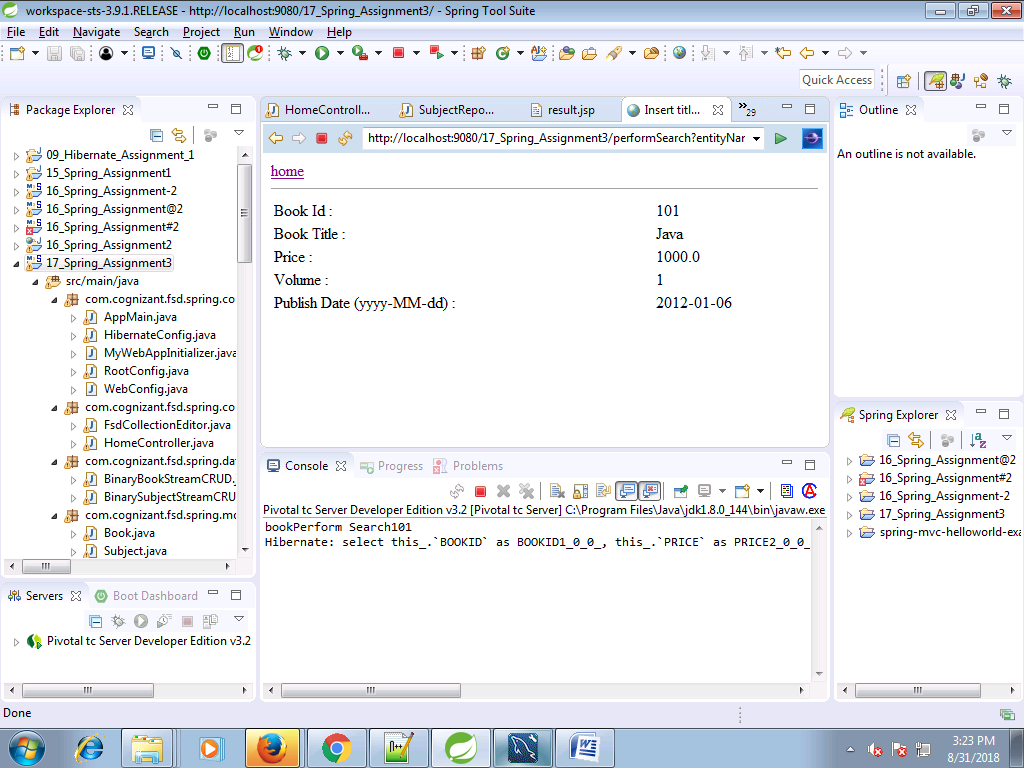 workspace-sts-3.9.1.RELEASE - http://localhost:9080/17_Spring_Assignment3/ - Spring Tool Suite
File Edit Navigate Search Project Run Window Help
Quick Access
Package Explorer
09_Hibernate_Assignment_1
15_Spring_Assignment1
16_Spring_Assignment-2
16_Spring_Assignment@2
16_Spring_Assignment#2
16_Spring_Assignment2
17_Spring_Assignment3
src/main/java
com.cognizant.fsd.spring.co
AppMain.java
HibernateConfig.java
MyWebAppInitializer.java
RootConfig.java
WebConfig.java
com.cognizant.fsd.spring.co
FsdCollectionEditor.java
HomeController.java
com.cognizant.fsd.spring.da
BinaryBookStreamCRUD.
BinarySubjectStreamCRU
com.cognizant.fsd.spring.mo
Book.java
Subject.java
Servers Boot Dashboard
Pivotal tc Server Developer Edition v3.2
HomeControll... SubjectRepo... result.jsp Insert titl... »29
http://localhost:9080/17_Spring_Assignment3/performSearch?entityNar
home
Book Id : 101
Book Title : Java
Price : 1000.0
Volume : 1
Publish Date (yyyy-MM-dd) : 2012-01-06
Console Progress Problems
Pivotal tc Server Developer Edition v3.2 [Pivotal tc Server] C:\Program Files\Java\jdk1.8.0_144\bin\javaw.exe
bookPerform Search101
Hibernate: select this_.`BOOKID` as BOOKID1_0_0_, this_.`PRICE` as PRICE2_0_0_
Outline
An outline is not available.
Spring Explorer
16_Spring_Assignment@2
16_Spring_Assignment#2
16_Spring_Assignment-2
17_Spring_Assignment3
spring-mvc-helloworld-exa
Done
3:23 PM
8/31/2018